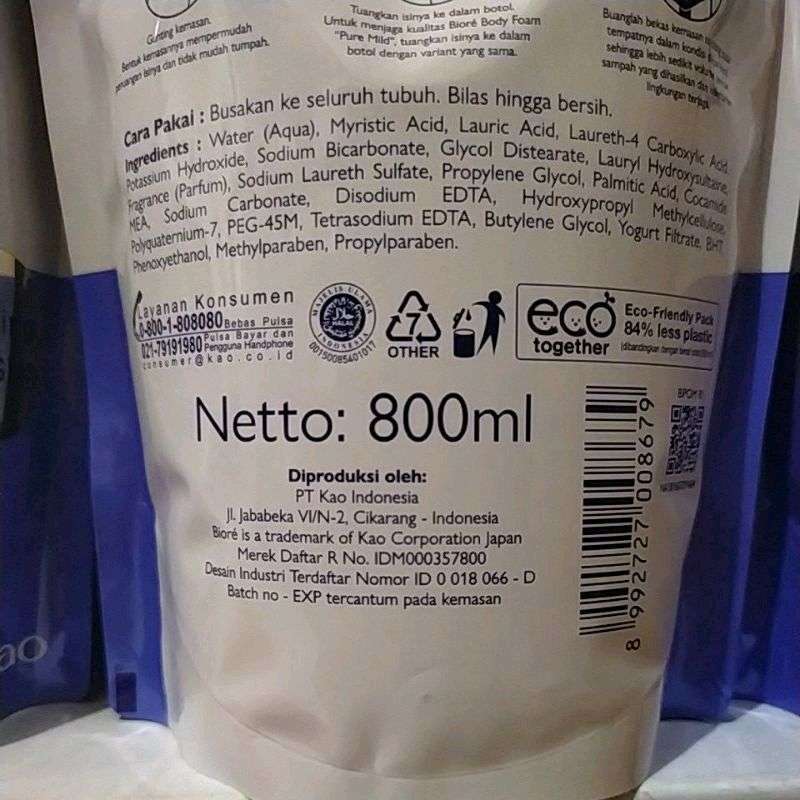 Gunting kemasan.
Bentuk kemasannya mempermudah
penuangan isinya dan tidak mudah tumpah.
Tuangkan isinya ke dalam botol.
Untuk menjaga kualitas Bioré Body Foam
"Pure Mild", tuangkan isinya ke dalam
botol dengan variant yang sama.
Buanglah bekas kemasan
tempatnya dalam kondisi
sehingga lebih sedikit
sampah yang dihasilkan dan
lingkungan terjaga.
Cara Pakai : Busakan ke seluruh tubuh. Bilas hingga bersih.
Ingredients : Water (Aqua), Myristic Acid, Lauric Acid, Laureth-4 Carboxylic Acid,
Potassium Hydroxide, Sodium Bicarbonate, Glycol Distearate, Lauryl Hydroxysultaine,
Fragrance (Parfum), Sodium Laureth Sulfate, Propylene Glycol, Palmitic Acid, Cocamide
MEA, Sodium Carbonate, Disodium EDTA, Hydroxypropyl Methylcellulose,
Polyquaternium-7, PEG-45M, Tetrasodium EDTA, Butylene Glycol, Yogurt Filtrate, BHT
Phenoxyethanol, Methylparaben, Propylparaben.
Layanan Konsumen
0-800-1-808080 Bebas Pulsa
021-79191980 Pulsa Bayar dan Pengguna Handphone
consumer@kao.co.id
MAJELIS ULAMA
HALAL
INDONESIA
00150085401017
7
OTHER
eco
together
Eco-Friendly Pack
84% less plastic
Netto: 800ml
BPOM RI
8 992727 008679
Diproduksi oleh:
PT Kao Indonesia
Jl. Jababeka VI/N-2, Cikarang - Indonesia
Bioré is a trademark of Kao Corporation Japan
Merek Daftar R No. IDM000357800
Desain Industri Terdaftar Nomor ID 0 018 066 - D
Batch no - EXP tercantum pada kemasan
ao